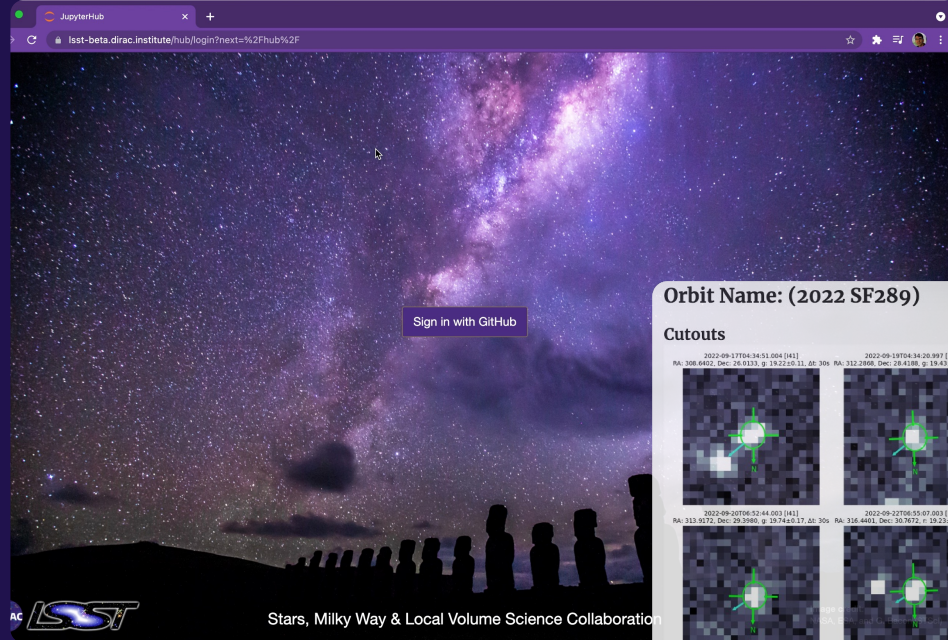 JupyterHub
lsst-beta.dirac.institute/hub/login?next=%2Fhub%2F
Sign in with GitHub
Orbit Name: (2022 SF289)
Cutouts
2022-09-17T04:34:51.004 [I41]
RA: 308.6402, Dec: 26.0133, g: 19.22±0.11, Δt: 30s
2022-09-19T04:34:20.997 [
RA: 312.2868, Dec: 28.4188, g: 19.43
N
N
2022-09-20T06:52:44.003 [I41]
RA: 313.9172, Dec: 29.3980, g: 19.74±0.17, Δt: 30s
2022-09-22T06:55:07.003 [
RA: 316.4401, Dec: 30.7672, r: 19.23
N
N
AC
LSST
Stars, Milky Way & Local Volume Science Collaboration